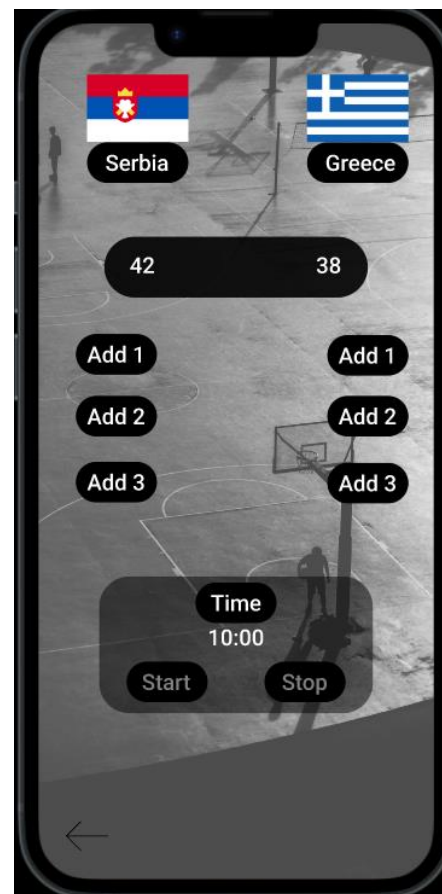 Serbia Greece
42 38
Add 1 Add 1
Add 2 Add 2
Add 3 Add 3
Time
10:00
Start Stop